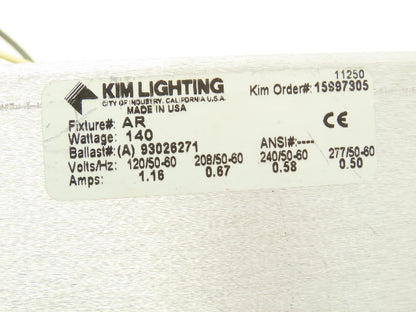 11250
KIM LIGHTING
CITY OF INDUSTRY, CALIFORNIA U.S.A.
MADE IN USA
Kim Order#: 15997305
Fixture#: AR
Wattage: 140
CE
Ballast#: (A) 93026271
ANSI#:----
Volts/Hz: 120/50-60 208/50-60 240/50-60 277/50-60
Amps: 1.16 0.67 0.58 0.50